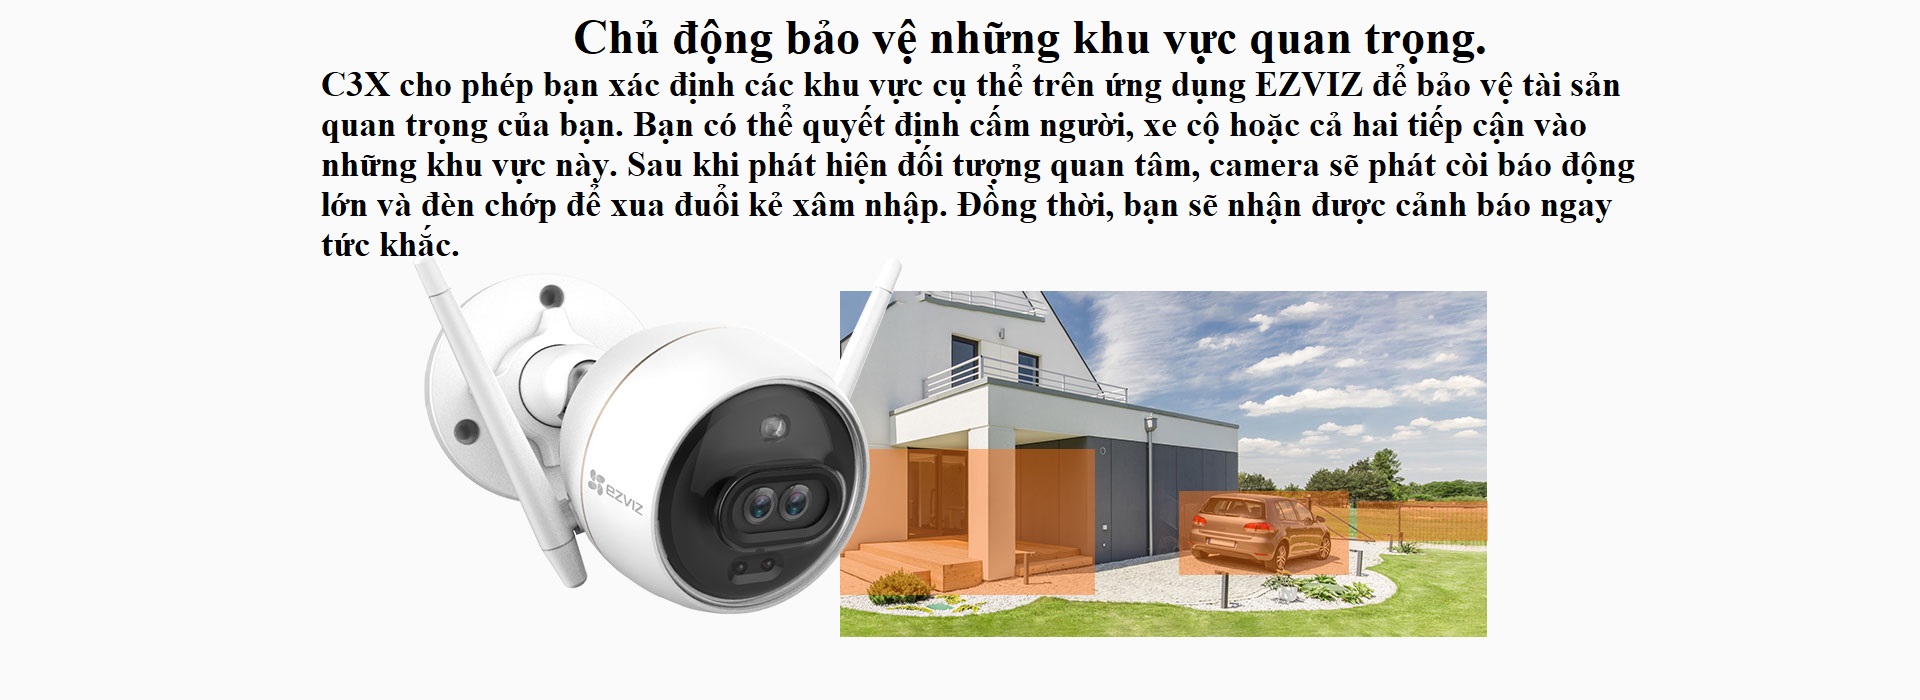 Chủ động bảo vệ những khu vực quan trọng.
C3X cho phép bạn xác định các khu vực cụ thể trên ứng dụng EZVIZ để bảo vệ tài sản
quan trọng của bạn. Bạn có thể quyết định cấm người, xe cộ hoặc cả hai tiếp cận vào
những khu vực này. Sau khi phát hiện đối tượng quan tâm, camera sẽ phát còi báo động
lớn và đèn chớp để xua đuổi kẻ xâm nhập. Đồng thời, bạn sẽ nhận được cảnh báo ngay
tức khắc.
ezviz